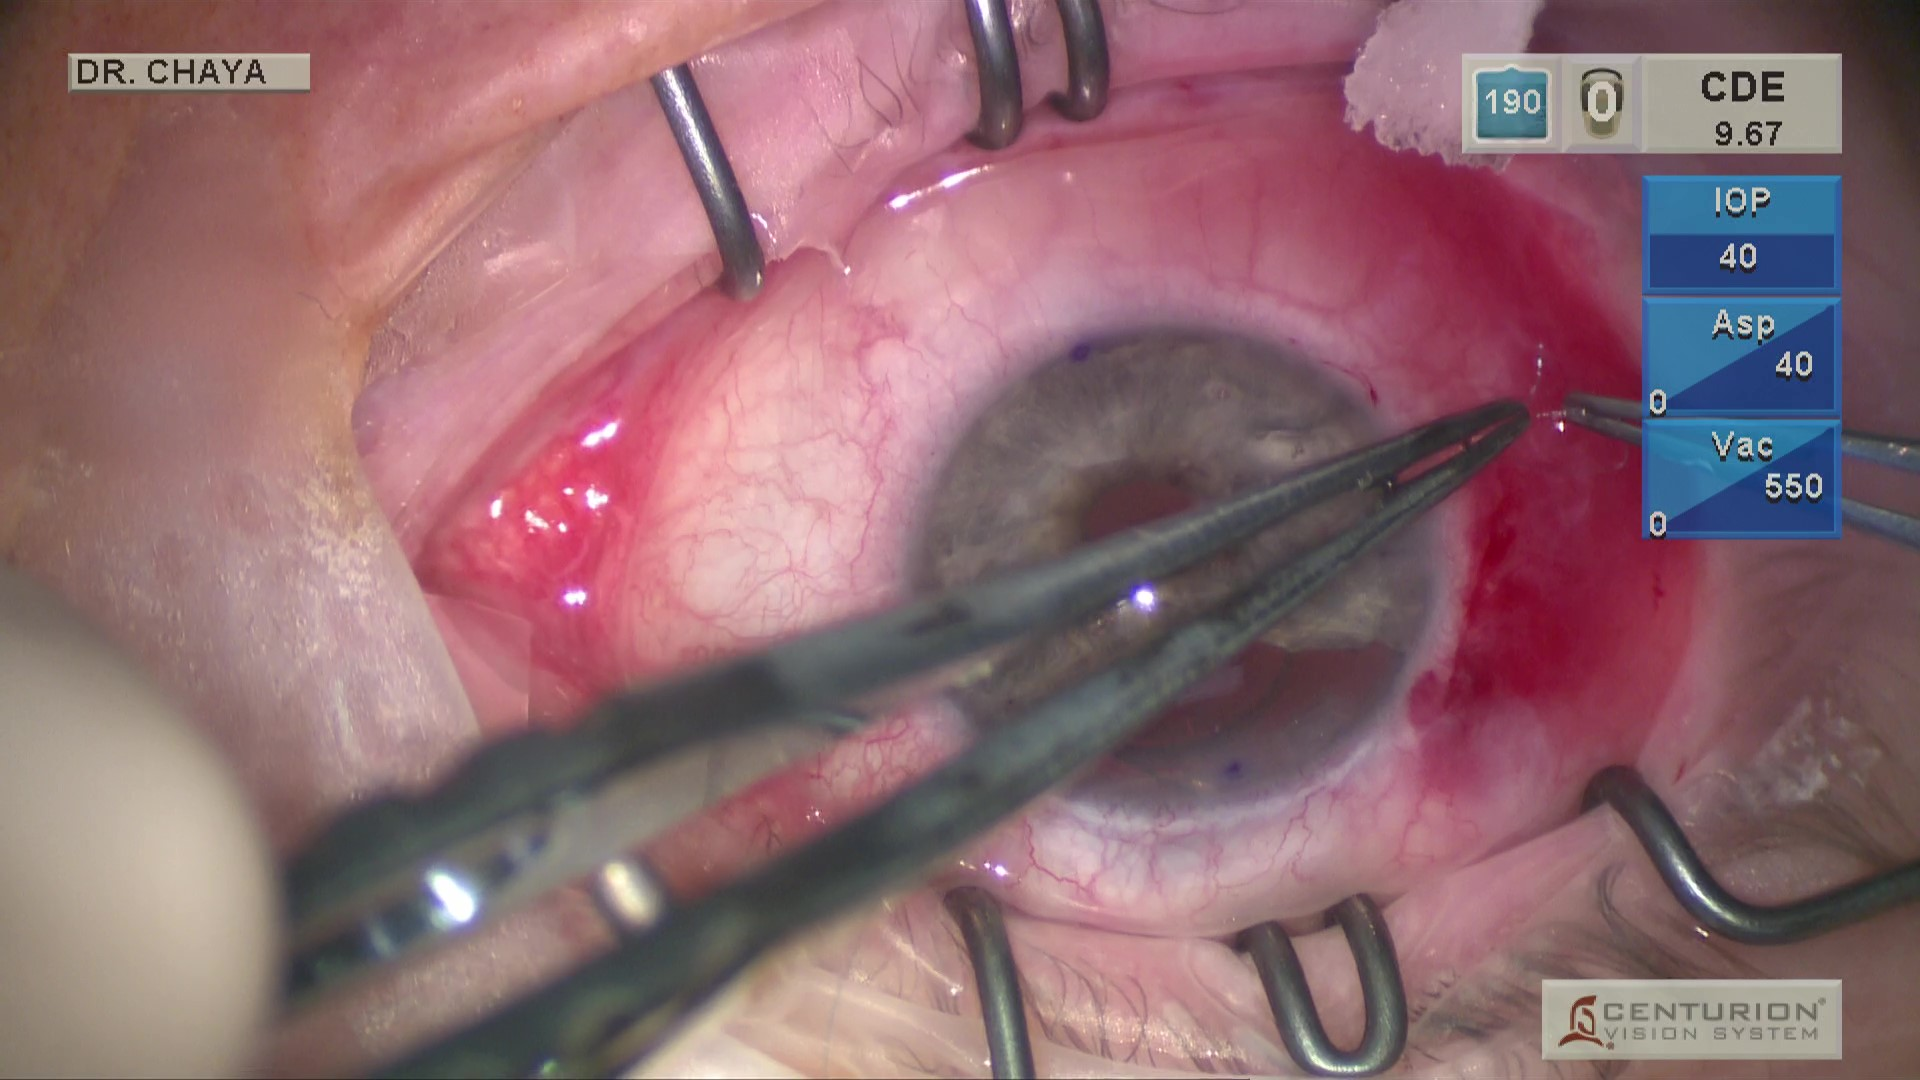 DR. CHAYA
190
0
CDE
9.67
IOP
40
Asp
40
0
Vac
550
0
CENTURION®
VISION SYSTEM®